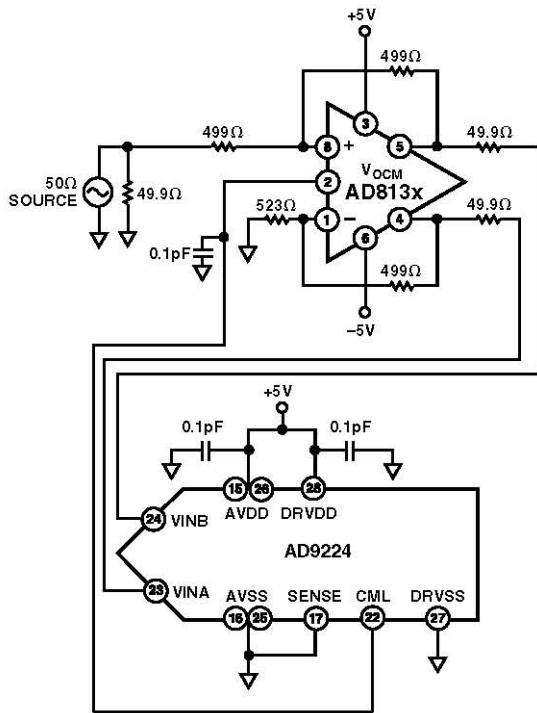 +5V
499Ω
3
499Ω
8
+
5
49.9Ω
VOCM
50Ω
SOURCE
49.9Ω
2
AD813x
523Ω
1
−
4
49.9Ω
0.1pF
6
499Ω
−5V
+5V
0.1pF
0.1pF
15
26
28
24
VINB
AVDD
DRVDD
AD9224
23
VINA
AVSS
SENSE
CML
DRVSS
16
25
17
22
27